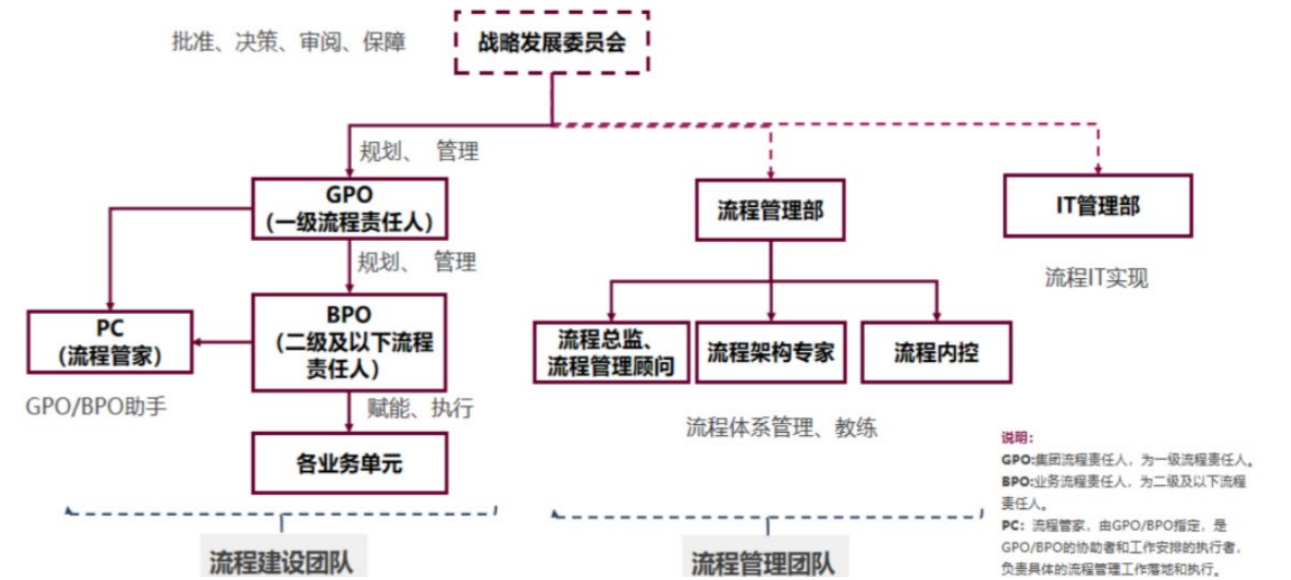 批准、决策、审阅、保障
战略发展委员会
规划、 管理
GPO
（一级流程责任人）
流程管理部
IT管理部
规划、 管理
流程IT实现
PC
（流程管家）
BPO
（二级及以下流程
责任人）
流程总监、
流程管理顾问
流程架构专家
流程内控
GPO/BPO助手
赋能、执行
流程体系管理、教练
各业务单元
说明：
GPO:集团流程责任人，为一级流程责任人。
BPO:业务流程责任人，为二级及以下流程
责任人。
PC：流程管家，由GPO/BPO指定，是
GPO/BPO的协助者和工作安排的执行者，
负责具体的流程管理工作落地和执行。
流程建设团队
流程管理团队